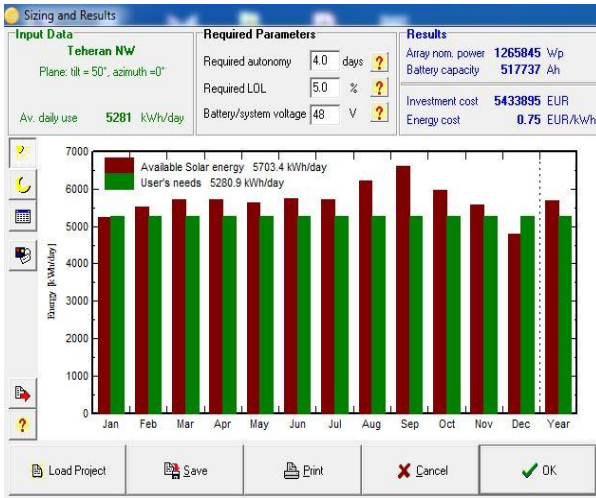 Sizing and Results
Input Data
Teheran NW
Plane: tilt = 50°, azimuth =0°
Av. daily use 5281 kWh/day
Required Parameters
Required autonomy 4.0 days ?
Required LOL 5.0 % ?
Battery/system voltage 48 V ?
Results
Array nom. power 1265845 Wp
Battery capacity 517737 Ah
Investment cost 5433895 EUR
Energy cost 0.75 EUR/kWh
Available Solar energy 5703.4 kWh/day
User's needs 5280.9 kWh/day
Energy [kWh/day]
7000
6000
5000
4000
3000
2000
1000
0
Jan Feb Mar Apr May Jun Jul Aug Sep Oct Nov Dec Year
?
Load Project Save Print Cancel OK